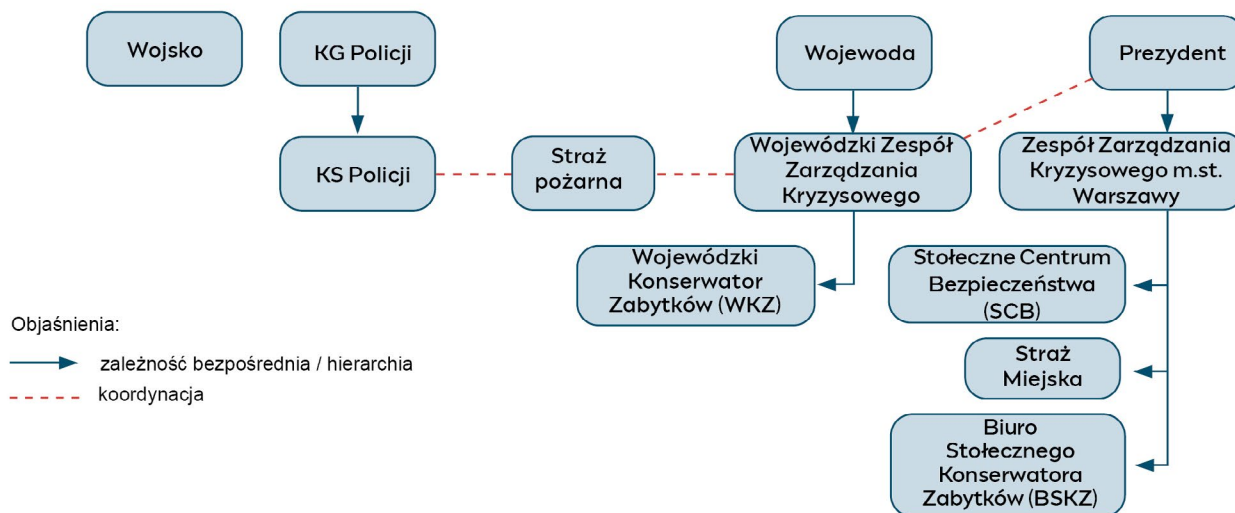 Wojsko
KG Policji
Wojewoda
Prezydent
KS Policji
Straż
pożarna
Wojewódzki Zespół
Zarządzania
Kryzysowego
Zespół Zarządzania
Kryzysowego m.st.
Warszawy
Wojewódzki
Konserwator
Zabytków (WKZ)
Stołeczne Centrum
Bezpieczeństwa
(SCB)
Straż
Miejska
Biuro
Stołecznego
Konserwatora
Zabytków (BSKZ)
Objaśnienia:
zależność bezpośrednia / hierarchia
koordynacja